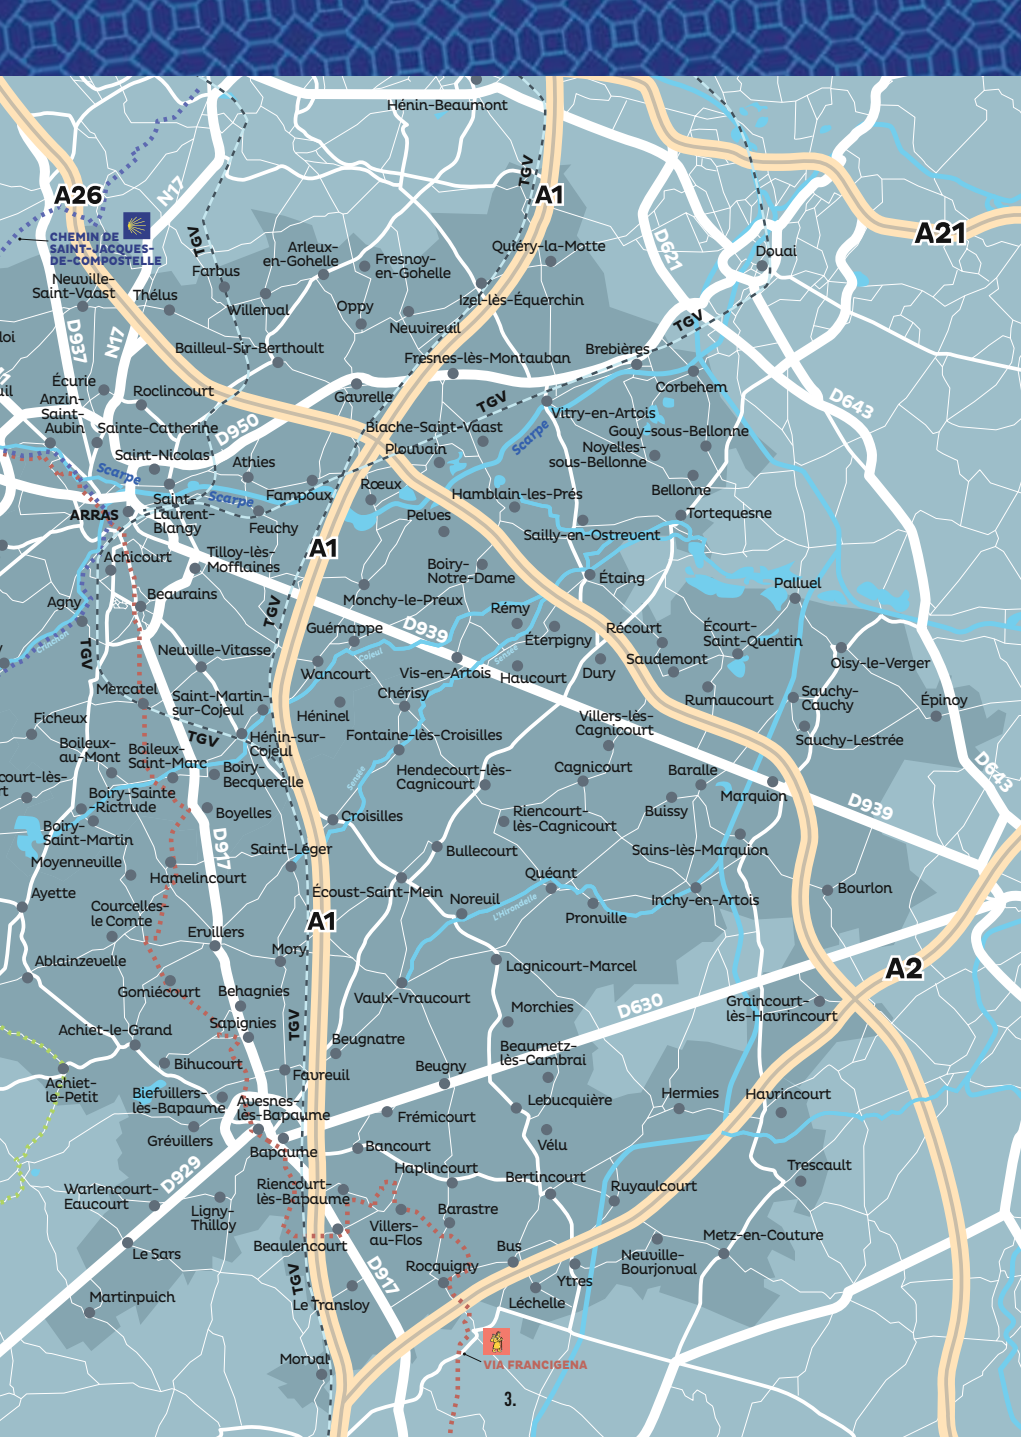 Hénin-Beaumont
TGV
A26
N17
A1
CHEMIN DE
SAINT-JACQUES-
DE-COMPOSTELLE
TGV
D621
A21
Arleux-
en-Gohelle
Fresnoy-
en-Gohelle
Quiéry-la-Motte
Douai
Neuville-
Saint-Vaast
Thélus
Farbus
Willerval
Oppy
Izel-lès-Équerchin
Neuvireuil
TGV
D937
N17
loi
Bailleul-Sir-Berthoult
Fresnes-lès-Montauban
Brebières
Corbehem
Écurie
Roclincourt
Gavrelle
TGV
D643
Anzin-
Saint-
Aubin
Sainte-Catherine
D950
Biache-Saint-Vaast
Vitry-en-Artois
Gouy-sous-Bellonne
Plouvain
Scarpe
Noyelles-
sous-Bellonne
Saint-Nicolas
Athies
Scarpe
Scarpe
Fampoux
Rœux
Hamblain-les-Prés
Bellonne
ARRAS
Saint-
Laurent-
Blangy
Feuchy
Pelves
Tortequesne
Sailly-en-Ostrevent
A1
Achicourt
Tilloy-lès-
Mofflaines
Boiry-
Notre-Dame
Étaing
Palluel
Agny
Beaurains
TGV
Monchy-le-Preux
Rémy
Crinchon
Guémappe
D939
Éterpigny
Récourt
Écourt-
Saint-Quentin
TGV
Neuville-Vitasse
Cojeul
Sensée
Saudemont
Oisy-le-Verger
Wancourt
Vis-en-Artois
Haucourt
Dury
Mercatel
Saint-Martin-
sur-Cojeul
Chérisy
Rumaucourt
Sauchy-
Cauchy
Épinoy
Ficheux
Héninel
Villers-lès-
Cagnicourt
TGV
Hénin-sur-
Cojeul
Fontaine-lès-Croisilles
Sauchy-Lestrée
Boileux-
au-Mont
Boileux-
Saint-Marc
Boiry-
Becquerelle
Sensée
Hendecourt-lès-
Cagnicourt
Cagnicourt
Baralle
D643
court-lès-
Boiry-Sainte
-Rictrude
Marquion
D939
Boyelles
Croisilles
Riencourt-
lès-Cagnicourt
Buissy
Boiry-
Saint-Martin
D917
Saint-Léger
Bullecourt
Sains-lès-Marquion
Moyenneville
Hamelincourt
Quéant
Ayette
Écoust-Saint-Mein
Noreuil
L'Hirondelle
Pronville
Inchy-en-Artois
Bourlon
Courcelles-
le Comte
Ervillers
A1
Mory
Ablainzevelle
Lagnicourt-Marcel
A2
Gomiécourt
Behagnies
Vaulx-Vraucourt
Morchies
D630
Graincourt-
lès-Havrincourt
Achiet-le-Grand
Sapignies
TGV
Beugnatre
Beaumetz-
lès-Cambrai
Bihucourt
Favreuil
Beugny
Achiet-
le-Petit
Biefvillers-
lès-Bapaume
Avesnes-
lès-Bapaume
Lebucquière
Hermies
Havrincourt
Frémicourt
Grévillers
Bapaume
Bancourt
Vélu
D929
Haplincourt
Trescault
Warlencourt-
Eaucourt
Riencourt-
lès-Bapaume
Bertincourt
Ruyaulcourt
Ligny-
Thilloy
Villers-
au-Flos
Barastre
Metz-en-Couture
Le Sars
Beaulencourt
Bus
Neuville-
Bourjonval
TGV
D917
Rocquigny
Ytres
Martinpuich
Le Transloy
Léchelle
Morval
VIA FRANCIGENA
3.